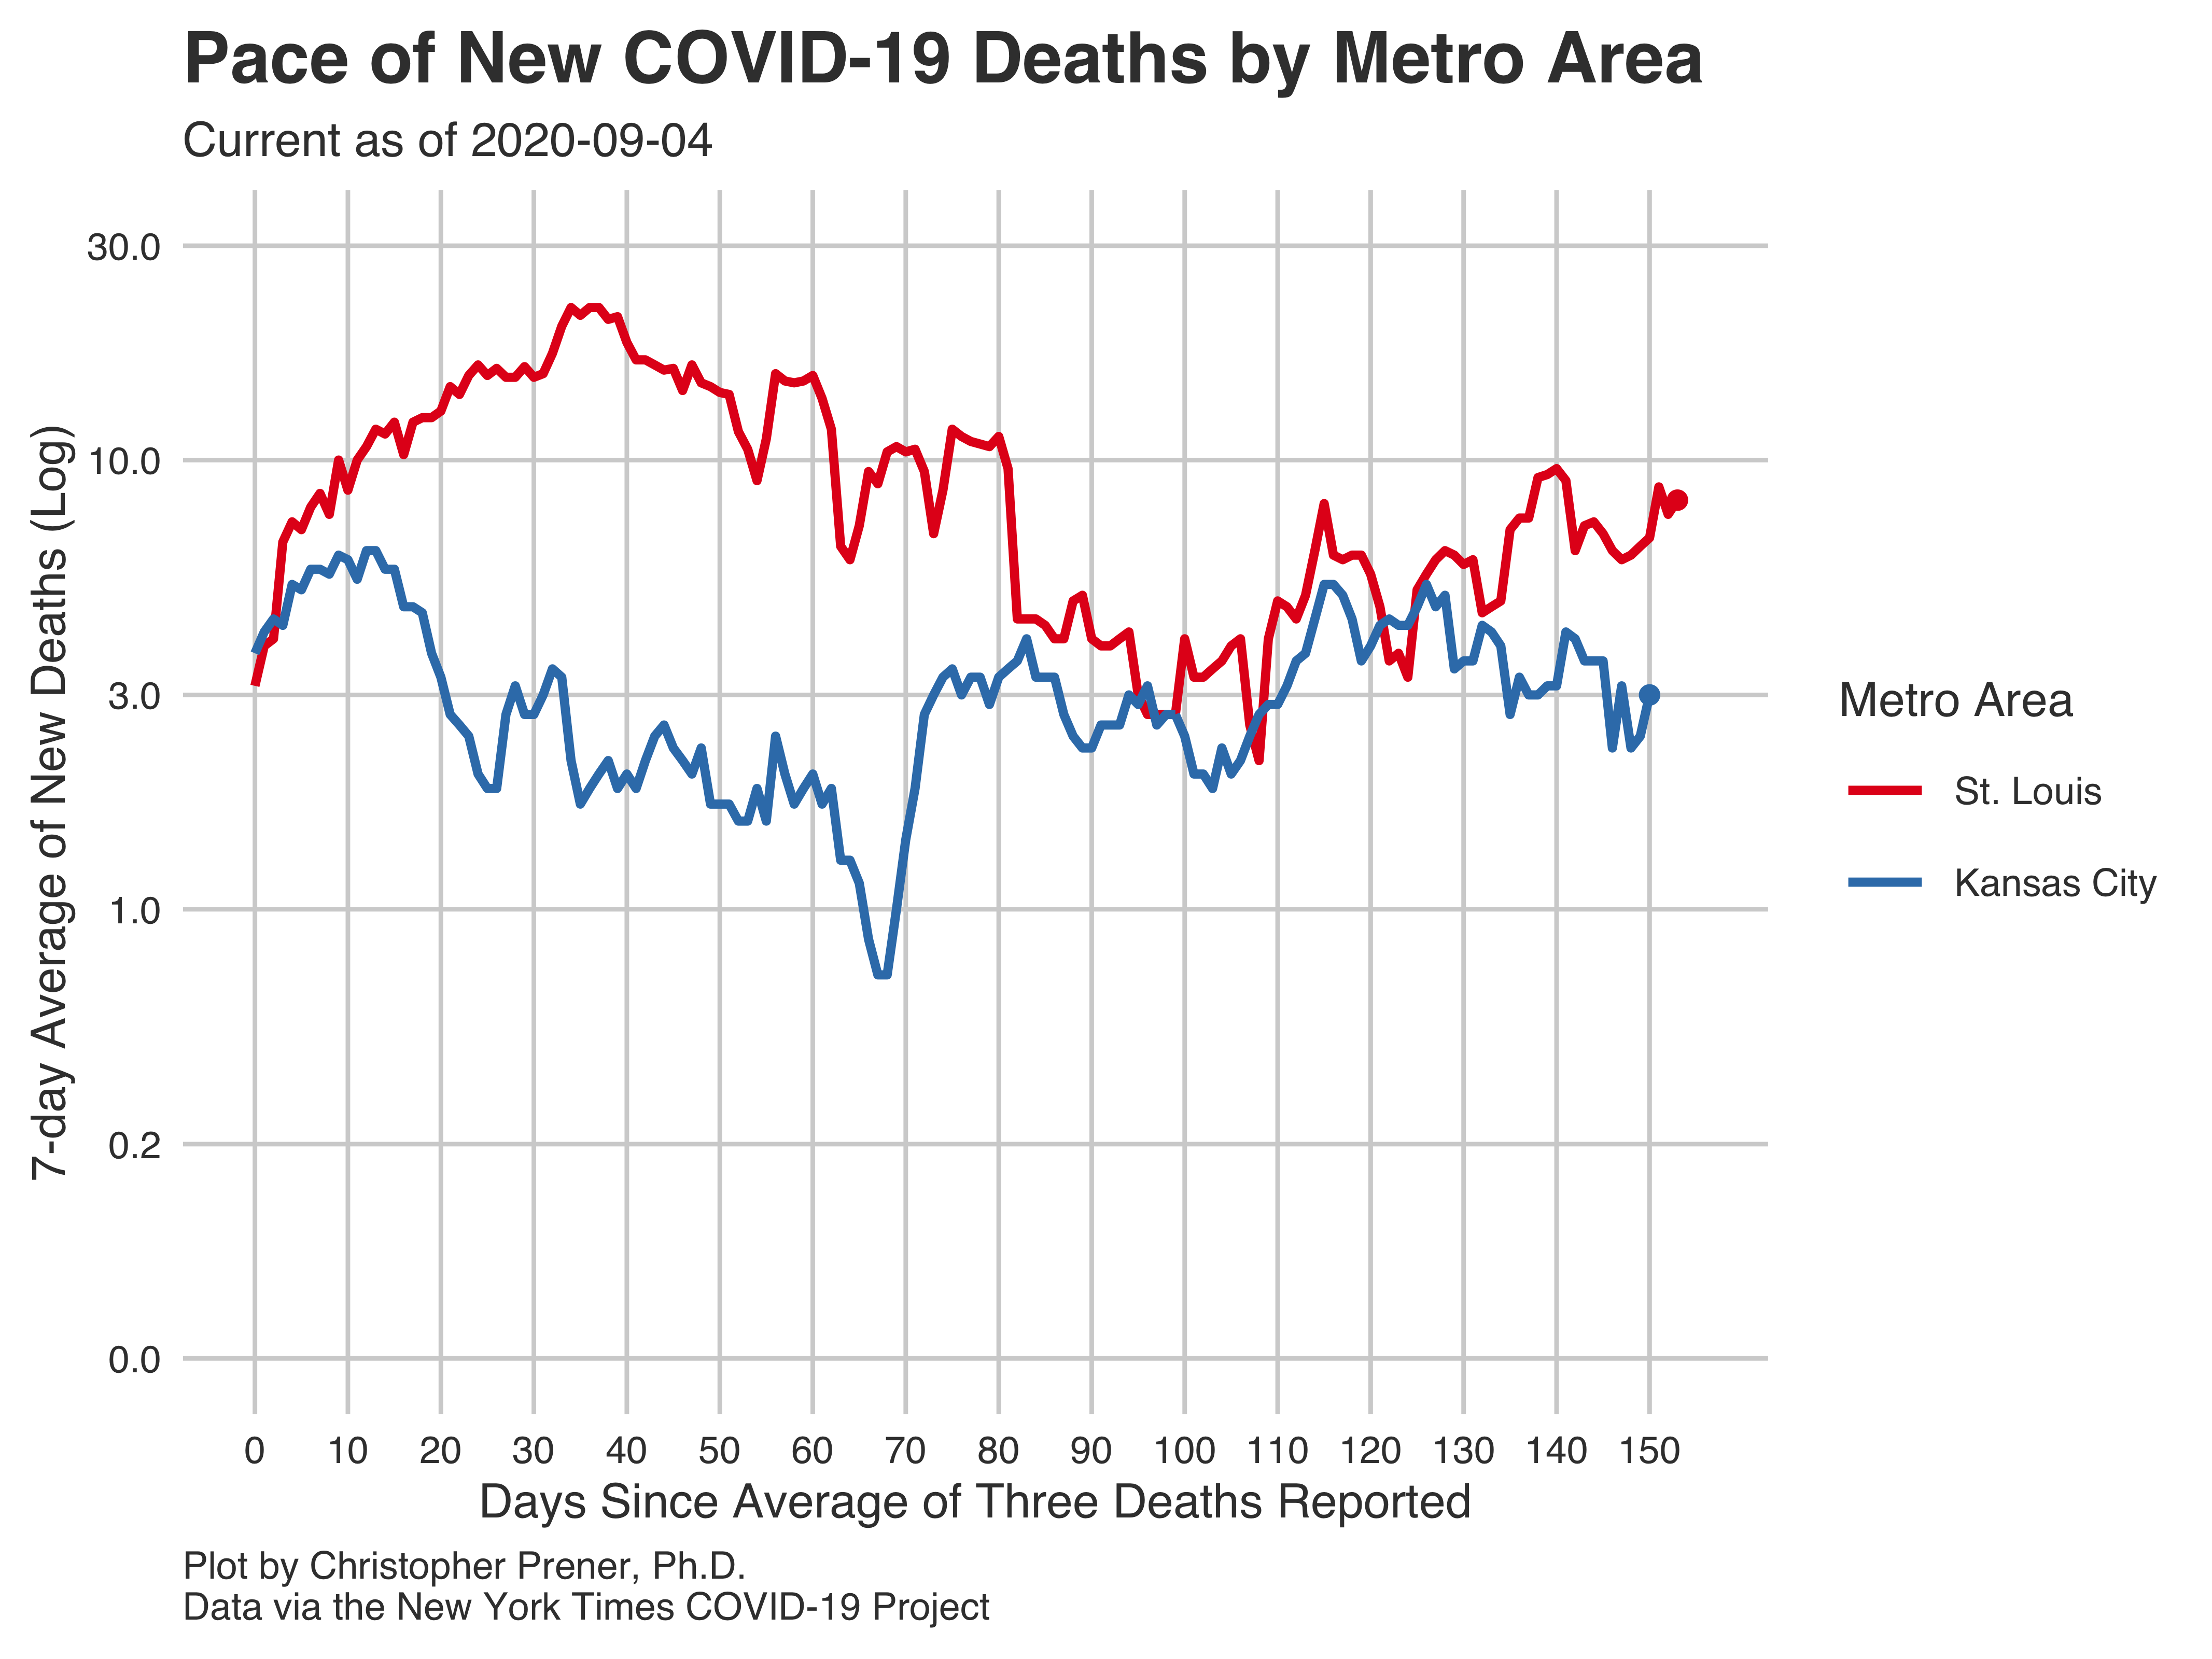 Pace of New COVID-19 Deaths by Metro Area
Current as of 2020-09-04
7-day Average of New Deaths (Log)
30.0
10.0
3.0
1.0
0.2
0.0
0 10 20 30 40 50 60 70 80 90 100 110 120 130 140 150
Days Since Average of Three Deaths Reported
Metro Area
St. Louis
Kansas City
Plot by Christopher Prener, Ph.D.
Data via the New York Times COVID-19 Project